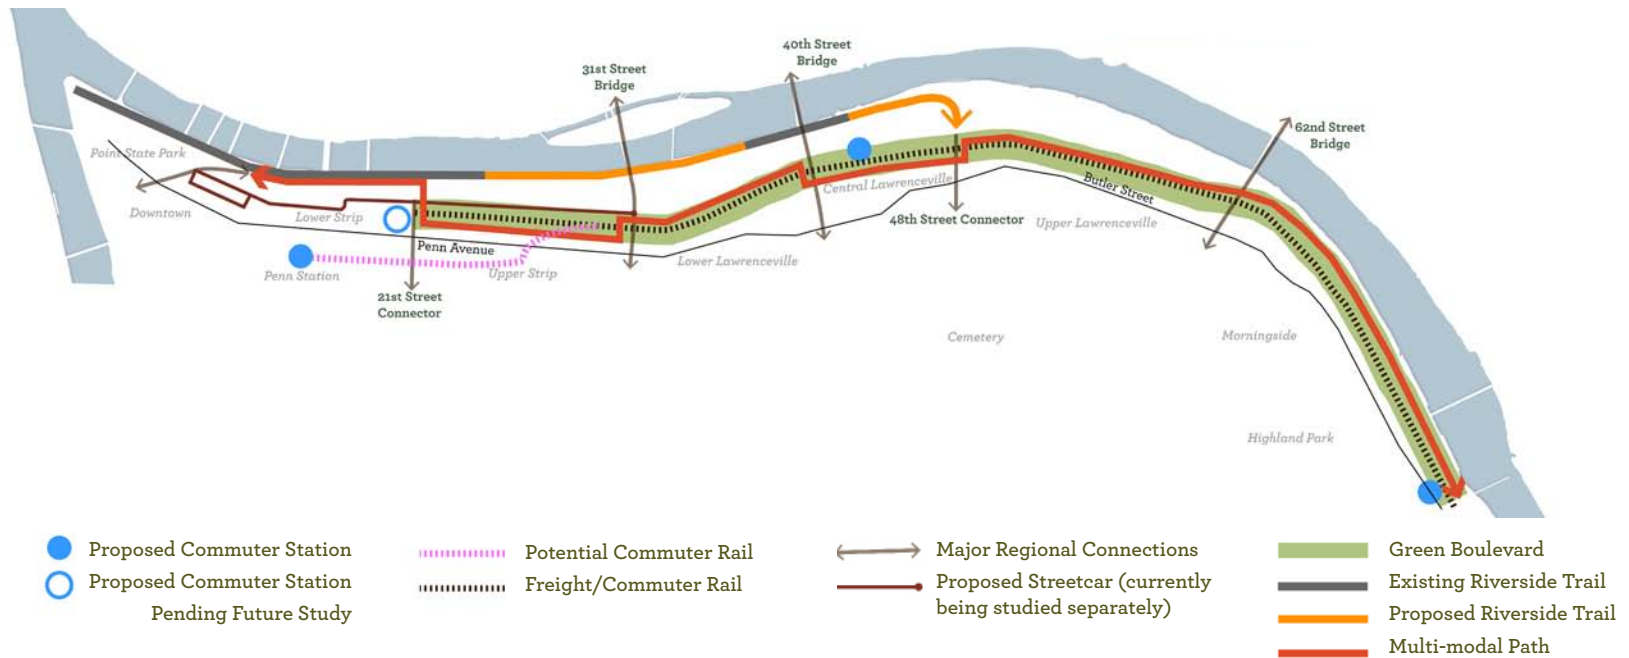 40th Street
Bridge
31st Street
Bridge
62nd Street
Bridge
Point State Park
Central Lawrenceville
Butler Street
Downtown
Lower Strip
48th Street Connector
Upper Lawrenceville
Penn Avenue
Lower Lawrenceville
Penn Station
Upper Strip
21st Street
Connector
Cemetery
Morningside
Highland Park
Proposed Commuter Station
Proposed Commuter Station
Pending Future Study
Potential Commuter Rail
Freight/Commuter Rail
Major Regional Connections
Proposed Streetcar (currently
being studied separately)
Green Boulevard
Existing Riverside Trail
Proposed Riverside Trail
Multi-modal Path